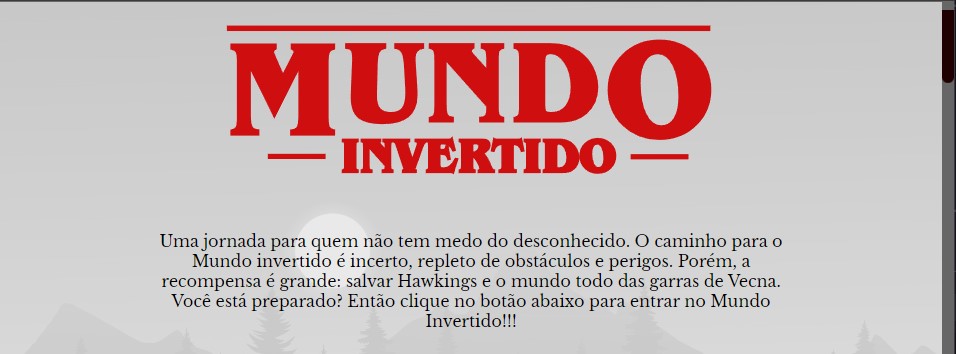 MUNDO
INVERTIDO
Uma jornada para quem não tem medo do desconhecido. O caminho para o
Mundo invertido é incerto, repleto de obstáculos e perigos. Porém, a
recompensa é grande: salvar Hawkings e o mundo todo das garras de Vecna.
Você está preparado? Então clique no botão abaixo para entrar no Mundo
Invertido!!!